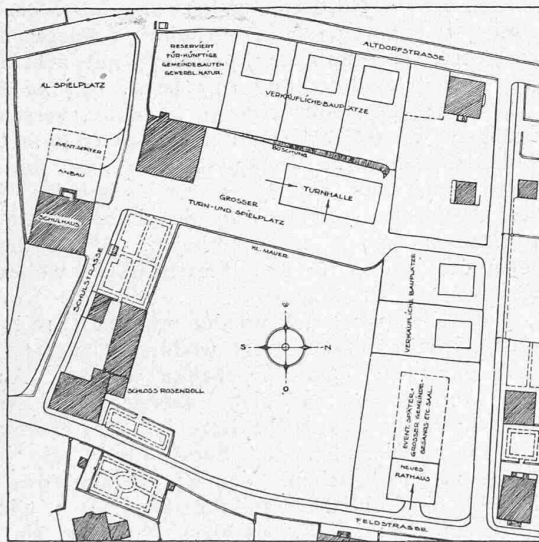 ALTDORFSTRASSE
RESERVIERT
FÜR KÜNFTIGE
GEMEINDEBAUTEN
GEWERBL. NATUR.
KL. SPIELPLATZ
VERKÄUFLICHE BAUPLÄTZE
EVENT. SPÄTER
ANBAU
BÖSCHUNG
TURNHALLE
GROSSER
TURN- UND SPIELPLATZ
SCHULHAUS
KL. MAUER
SCHULSTRASSE
VERKÄUFLICHE BAUPLÄTZE
W
S
N
O
SCHLOSS ROSENROLL
EVENT. SPÄTER
GROSSER GEMEINDE-
GESANGS ETC. SAAL.
NEUES
RATHAUS
FELDSTRASSE.